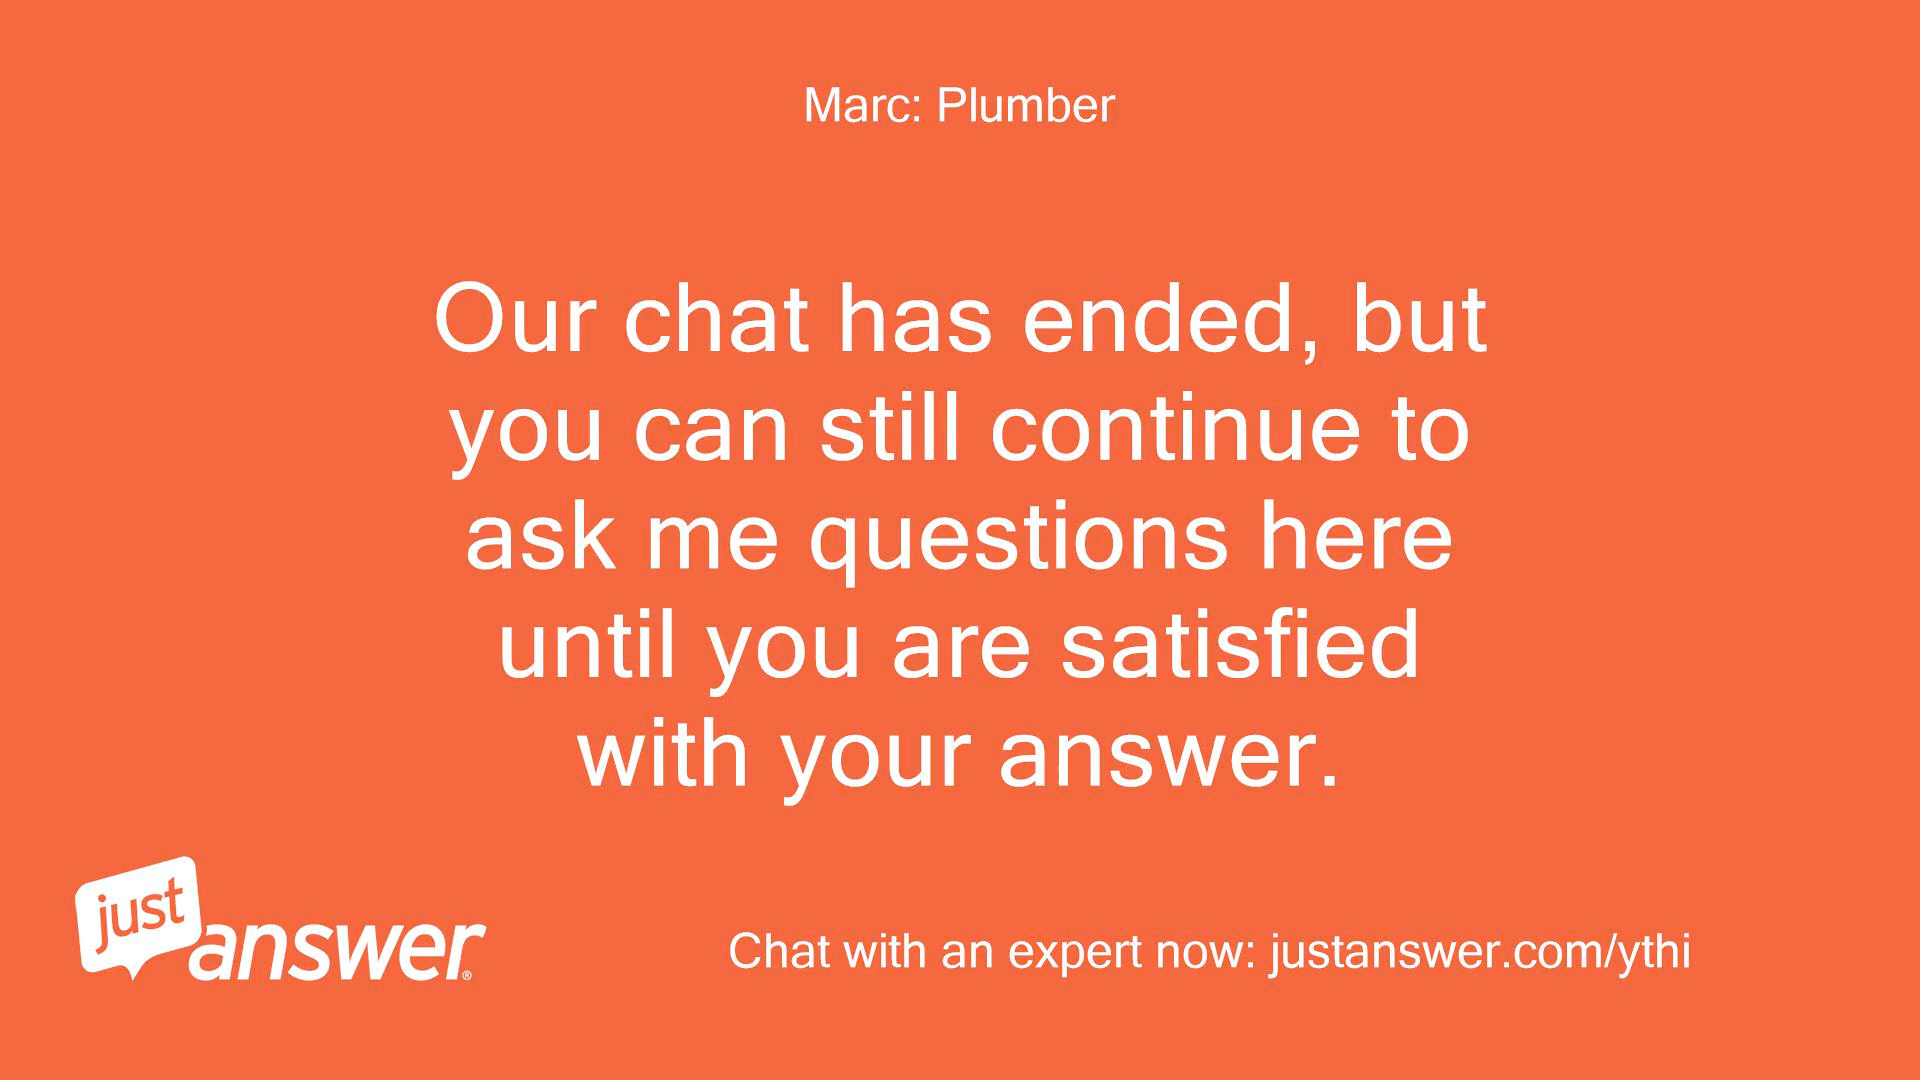 Marc: Plumber
Our chat has ended, but
you can still continue to
ask me questions here
until you are satisfied
with your answer.
just
answer®
Chat with an expert now: justanswer.com/ythi